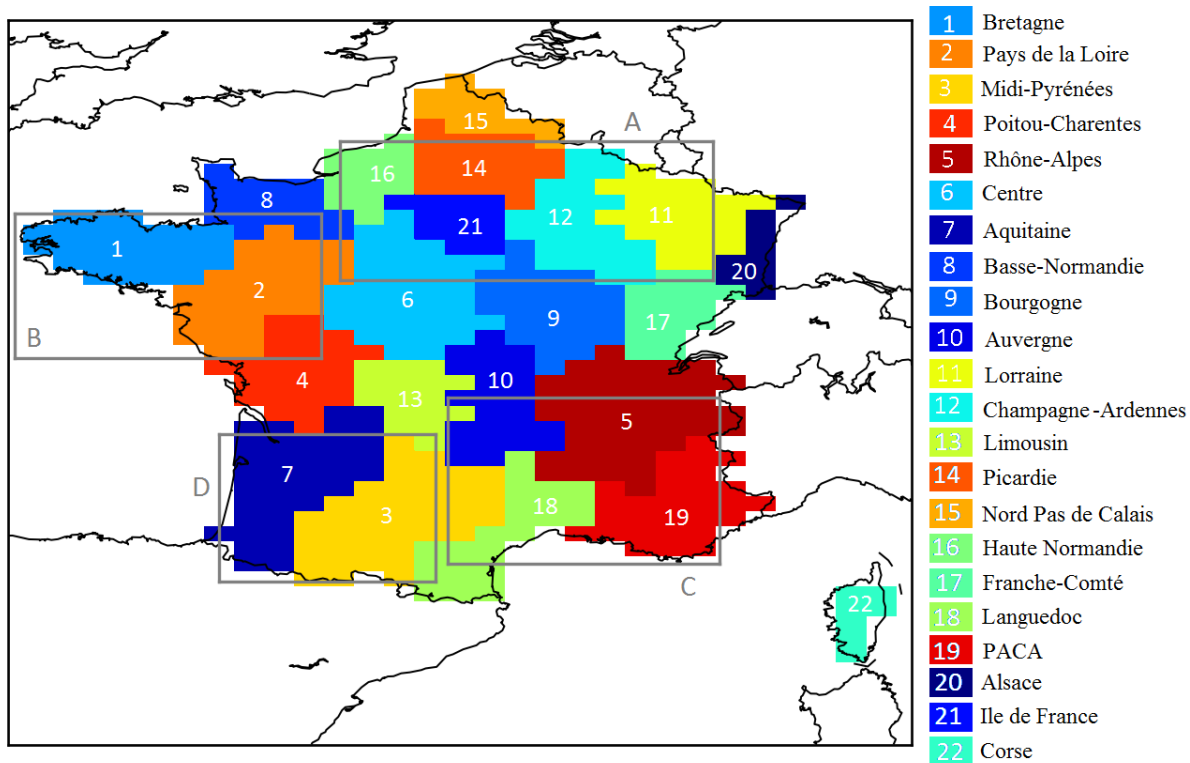 A
15
16
14
8
21
12
11
1
20
2
6
9
17
B
4
13
10
5
D
7
3
18
19
C
22
1 Bretagne
2 Pays de la Loire
3 Midi-Pyrénées
4 Poitou-Charentes
5 Rhône-Alpes
6 Centre
7 Aquitaine
8 Basse-Normandie
9 Bourgogne
10 Auvergne
11 Lorraine
12 Champagne-Ardennes
13 Limousin
14 Picardie
15 Nord Pas de Calais
16 Haute Normandie
17 Franche-Comté
18 Languedoc
19 PACA
20 Alsace
21 Ile de France
22 Corse